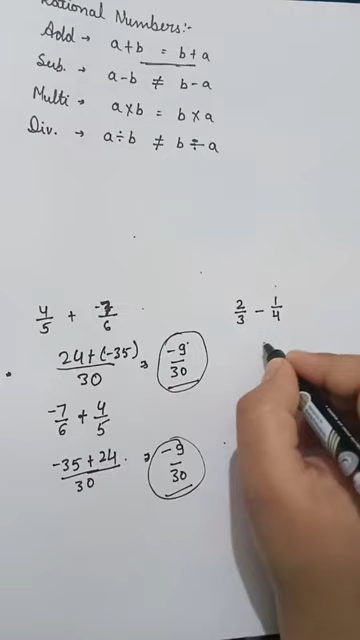 Rational Numbers:-
Add → a+b = b+a
Sub. → a-b ≠ b-a
Multi → a×b = b×a
Div. → a÷b ≠ b÷a
4/5 + -7/6
24+(-35)/30 ⇒ -9/30
-7/6 + 4/5
-35+24/30 ⇒ -9/30
2/3 - 1/4